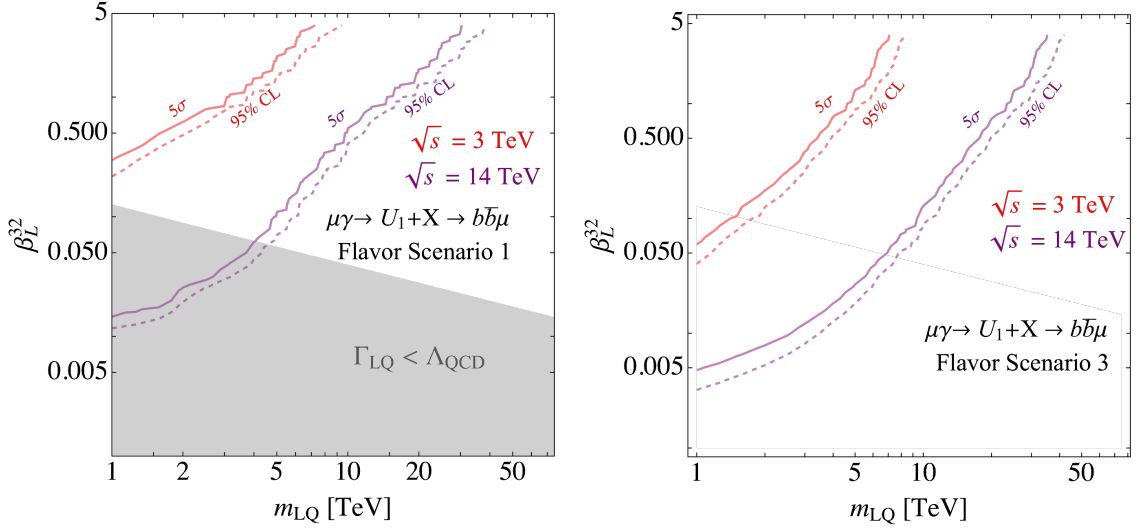 5
0.500
0.050
0.005
β_L^32
5σ
95% CL
5σ
95% CL
√s = 3 TeV
√s = 14 TeV
μγ→ U₁+X → bb̅μ
Flavor Scenario 1
Γ_LQ < Λ_QCD
1 2 5 10 20 50
m_LQ [TeV]
5
0.500
0.050
0.005
β_L^32
5σ
95% CL
5σ
95% CL
√s = 3 TeV
√s = 14 TeV
μγ→ U₁+X → bb̅μ
Flavor Scenario 3
1 5 10 50
m_LQ [TeV]